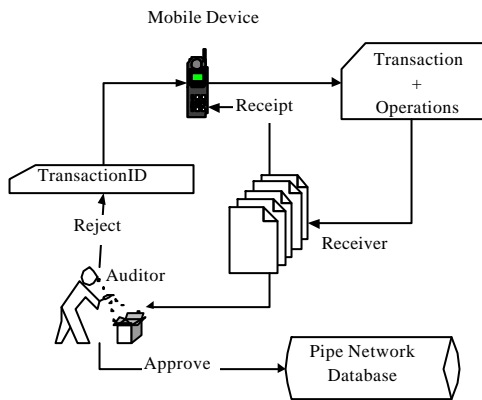 Mobile Device
Transaction
+
Operations
Receipt
TransactionID
Receiver
Reject
Auditor
Approve
Pipe Network
Database